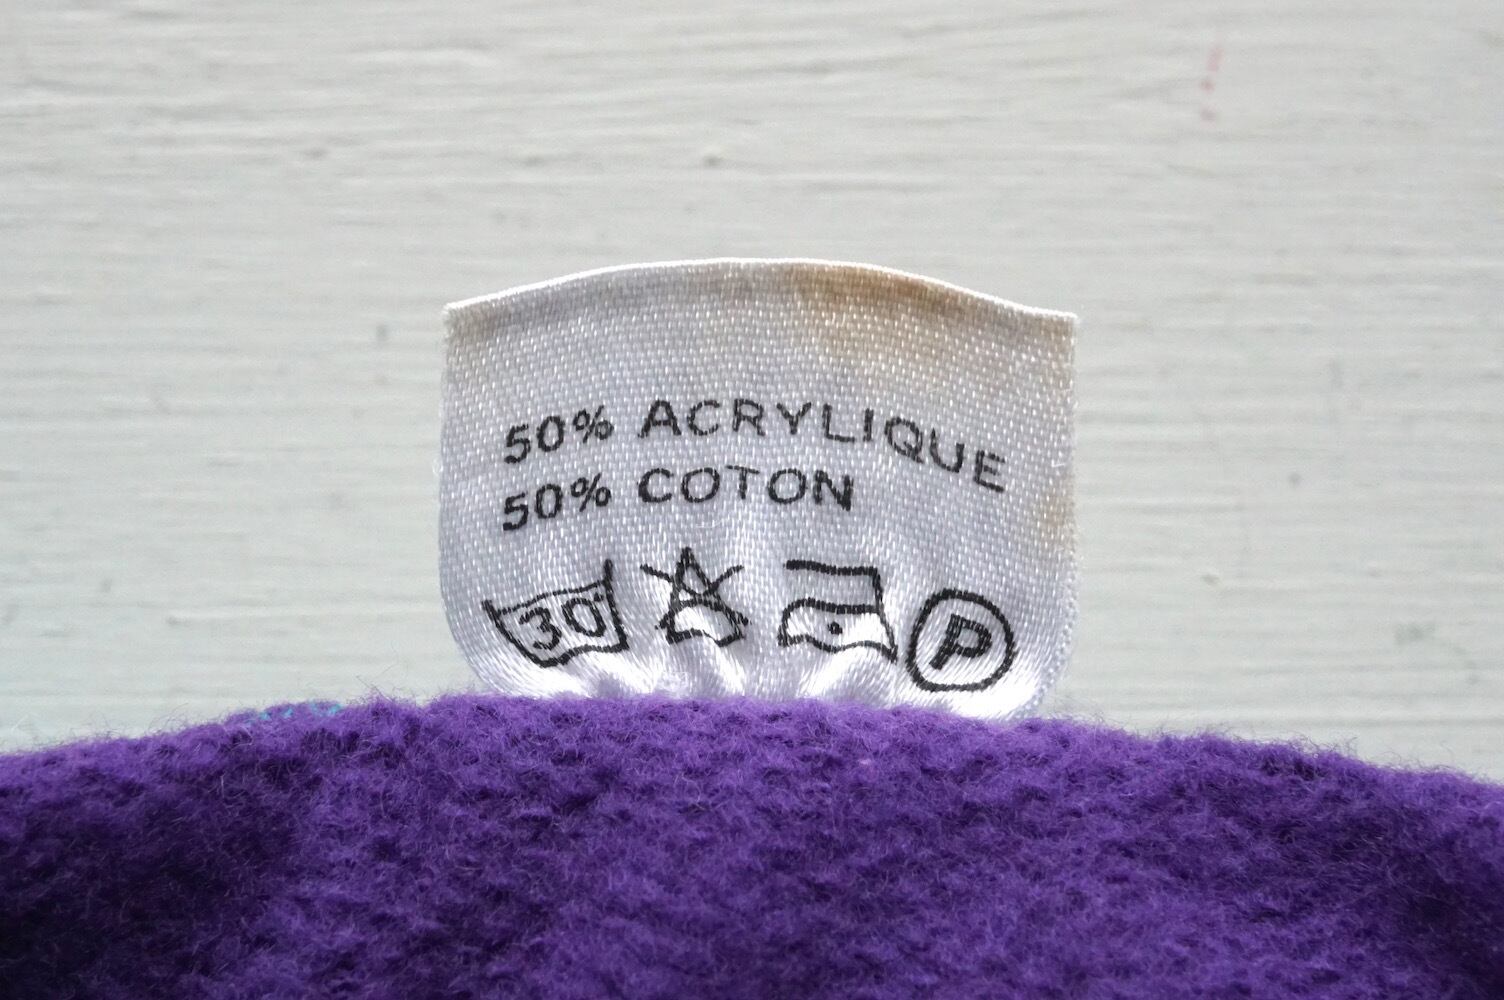 50% ACRYLIQUE
50% COTON
30° P